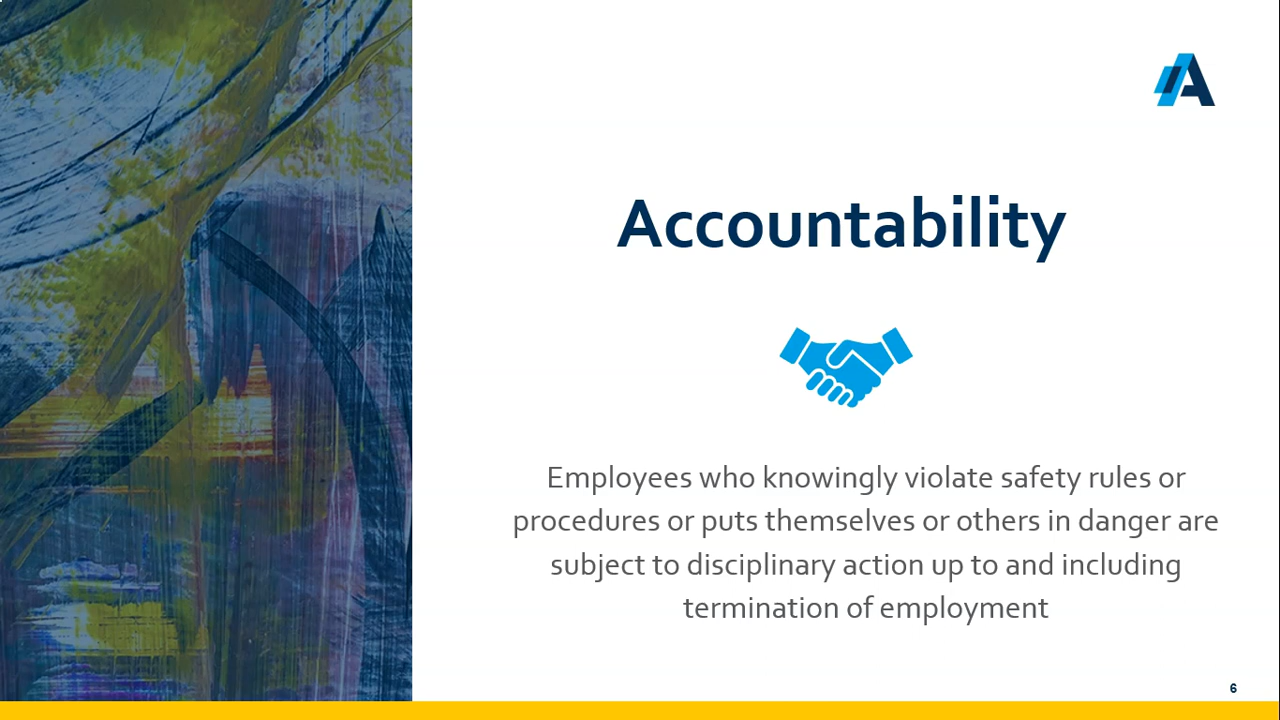 Accountability
Employees who knowingly violate safety rules or
procedures or puts themselves or others in danger are
subject to disciplinary action up to and including
termination of employment
6